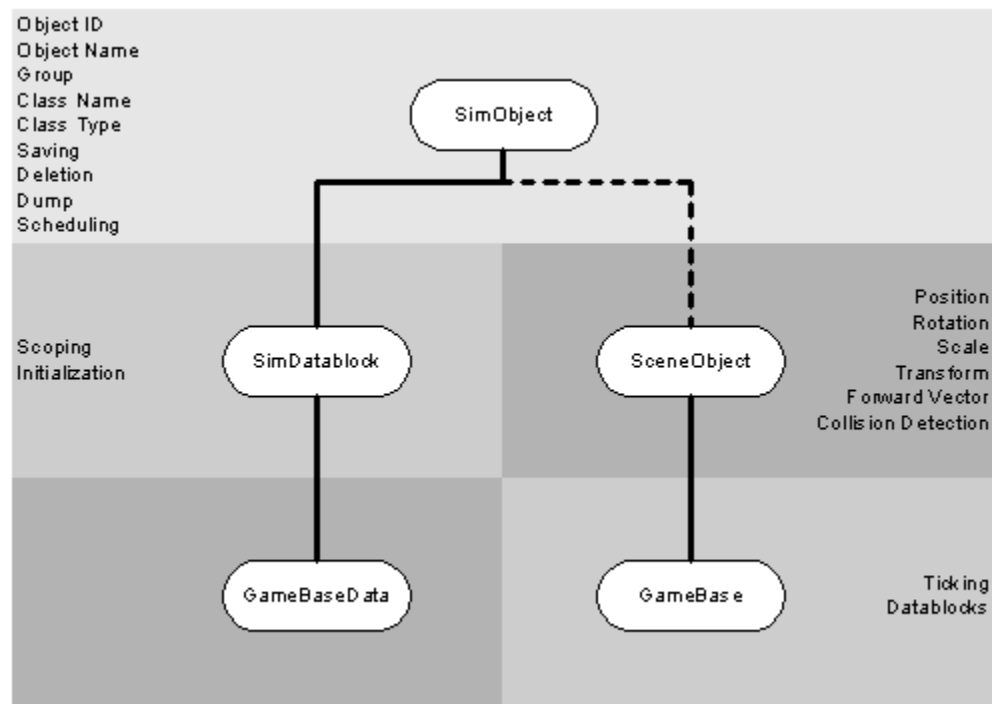 Object ID
Object Name
Group
Class Name
Class Type
Saving
Deletion
Dump
Scheduling
SimObject
Scoping
Initialization
SimDatablock
SceneObject
Position
Rotation
Scale
Transform
Forward Vector
Collision Detection
GameBaseData
GameBase
Ticking
Datablocks